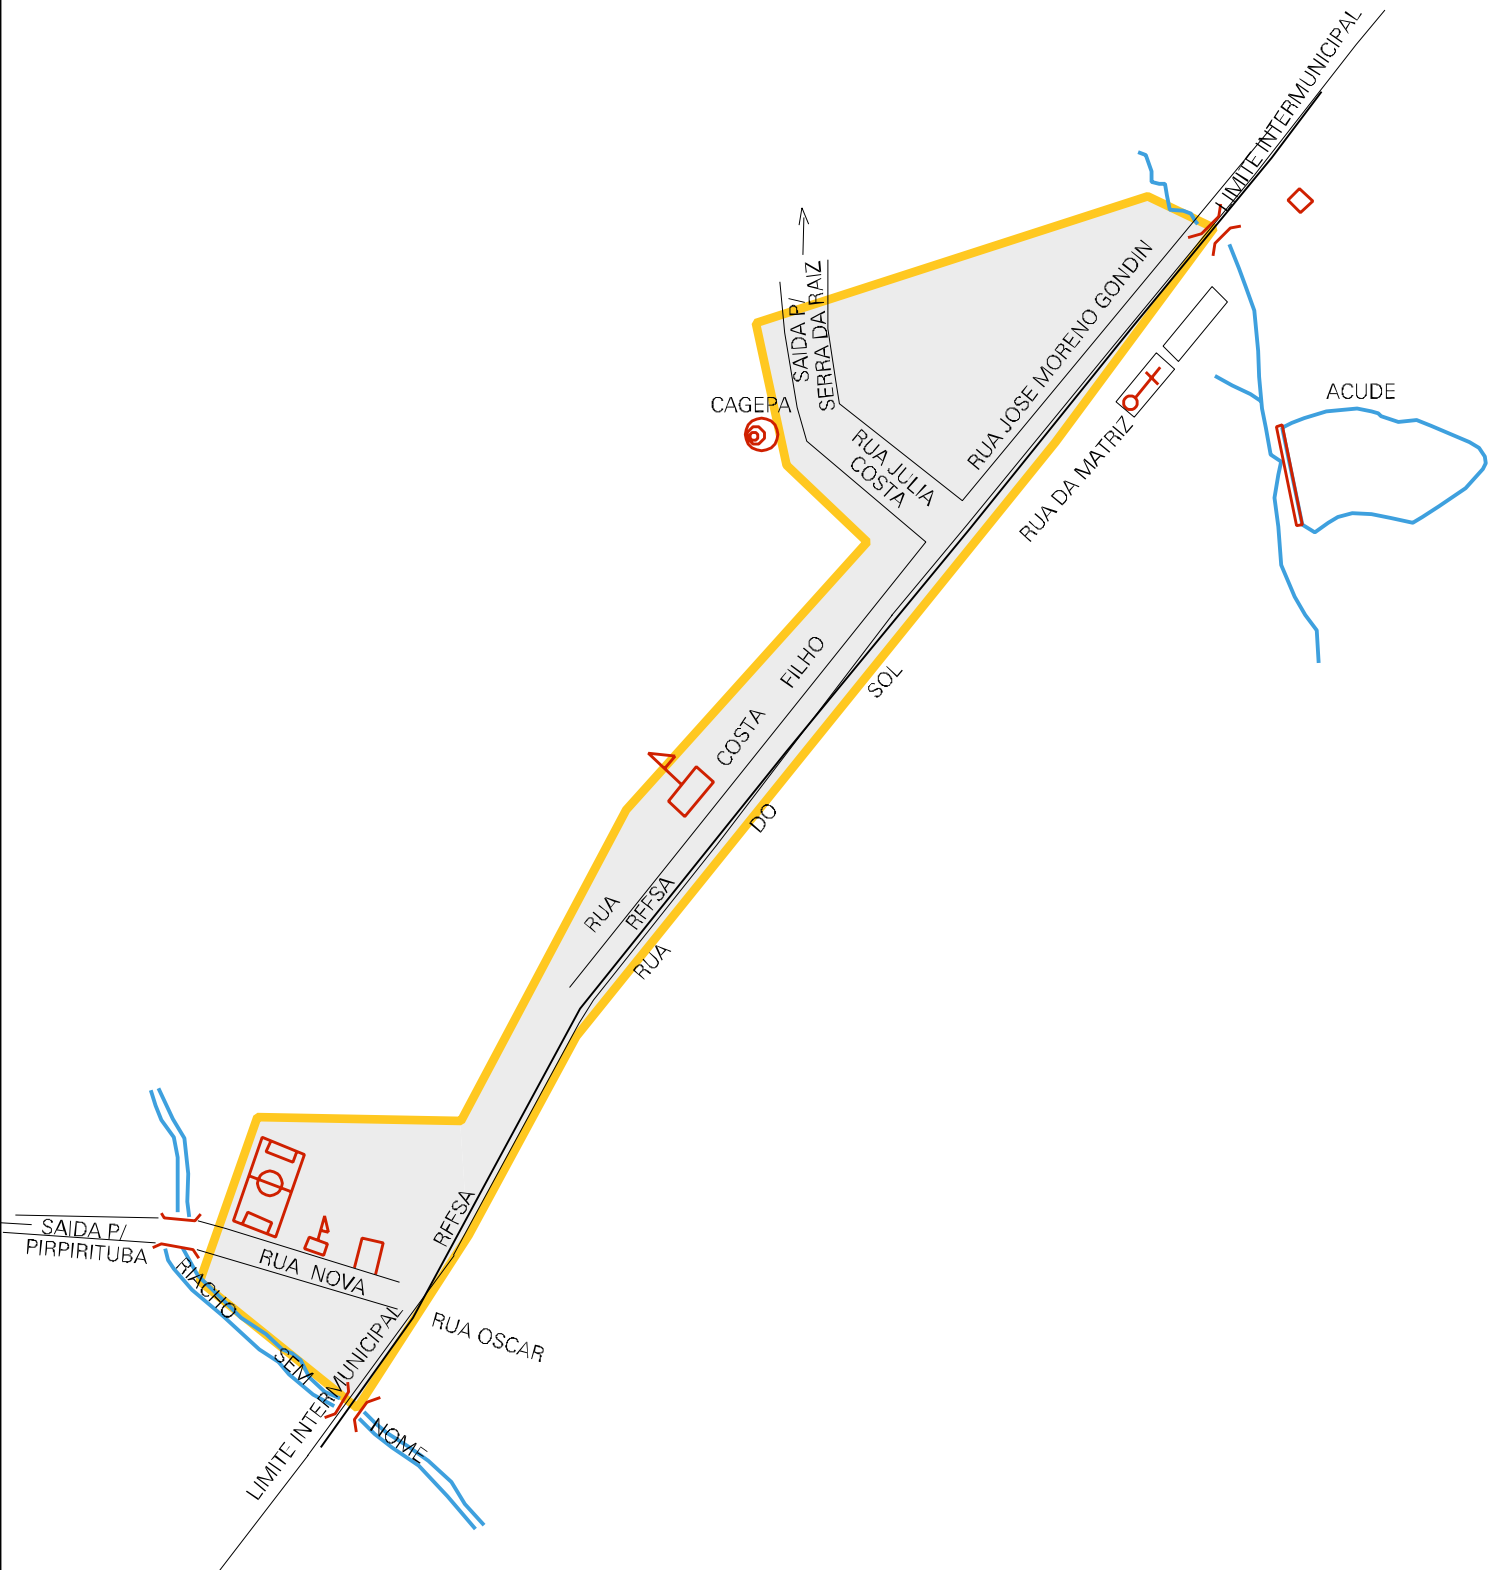 LIMITE INTERMUNICIPAL
SAIDA P/
SERRA DA RAIZ
RUA JOSE MORENO GONDIN
CAGEPA
ACUDE
RUA JULIA
COSTA
RUA DA MATRIZ
RUA COSTA FILHO
RUA DO SOL
RFFSA
RFFSA
SAIDA P/
PIRPIRITUBA
RUA NOVA
RIACHO SEM NOME
RUA OSCAR
LIMITE INTERMUNICIPAL